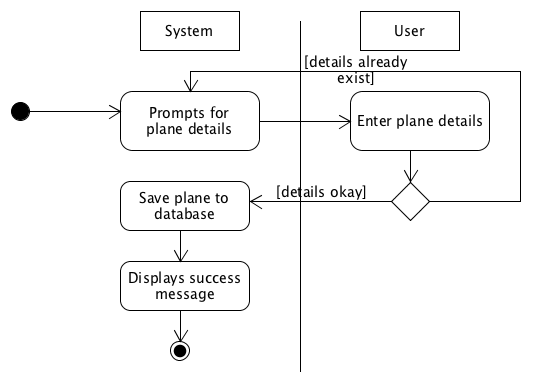 System
User
[details already
exist]
Prompts for
plane details
Enter plane details
[details okay]
Save plane to
database
Displays success
message